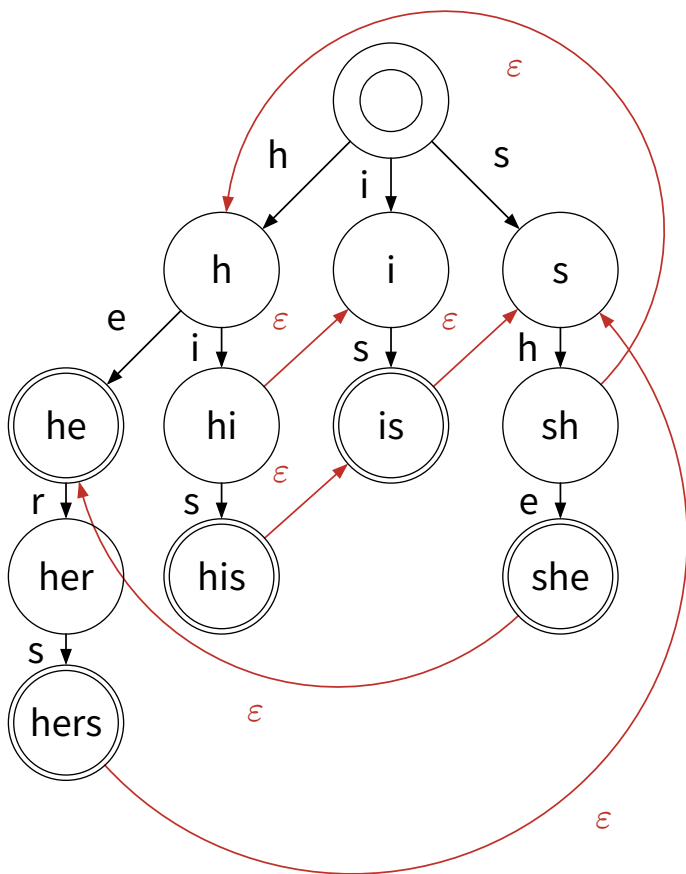 ε
h
i
s
h
i
s
e
ε
ε
i
s
h
he
hi
is
sh
ε
r
s
e
her
his
she
s
hers
ε
ε